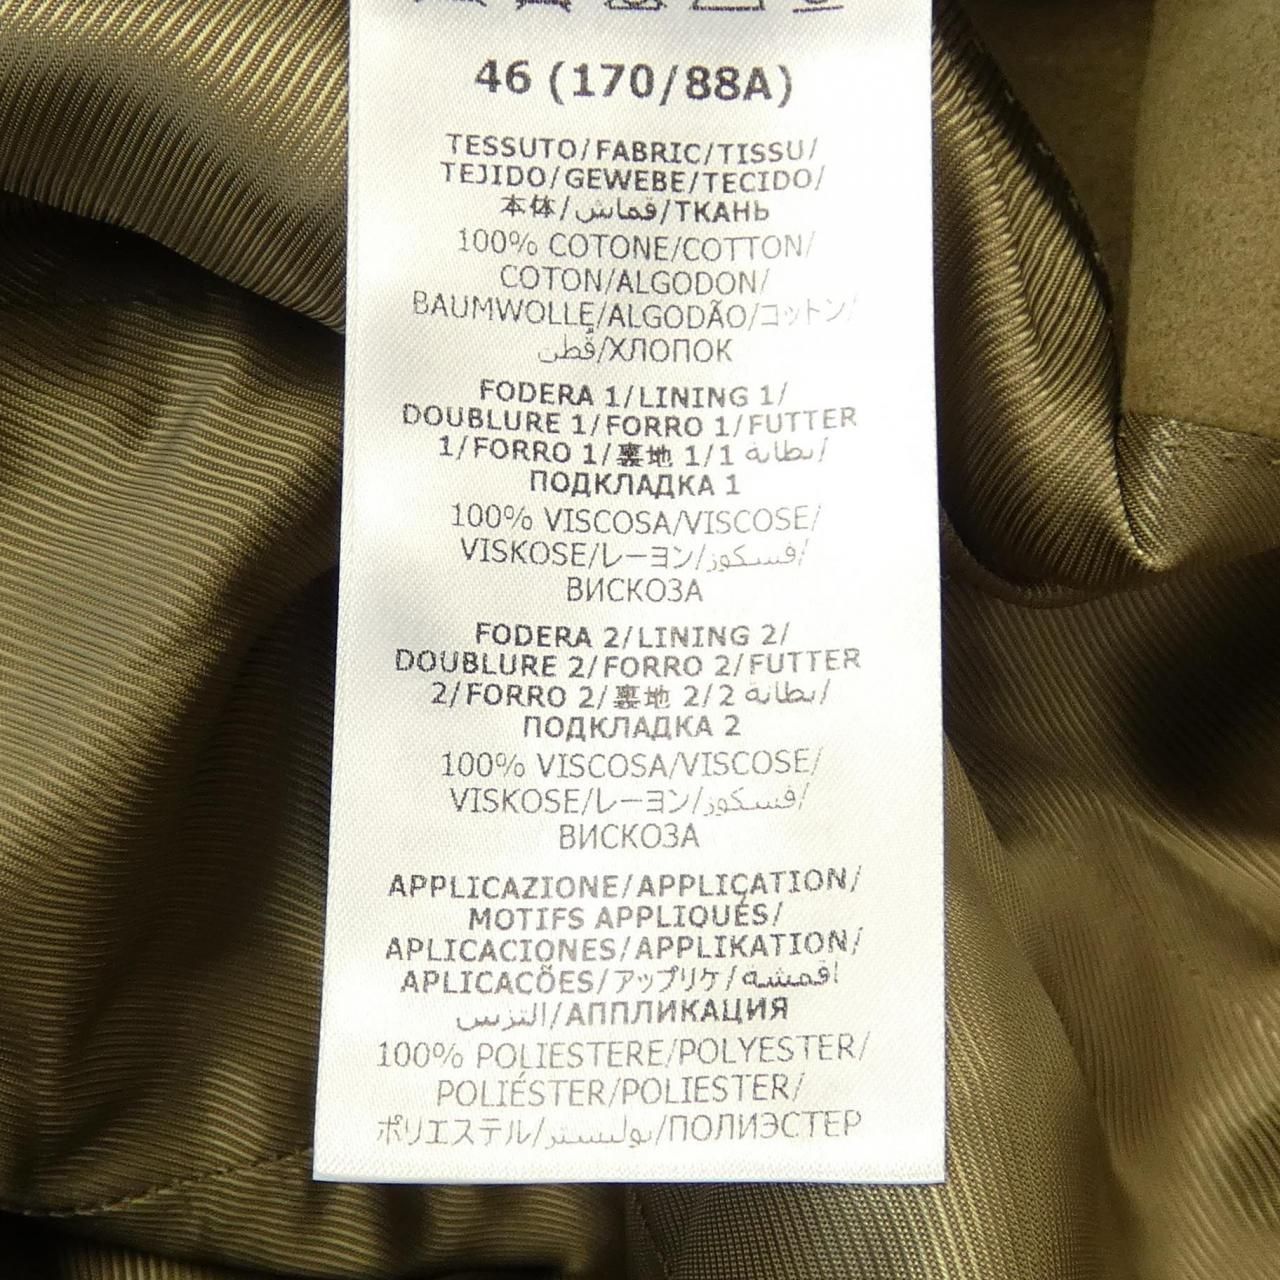 46 (170/88A)
TESSUTO/FABRIC/TISSU/
TEJIDO/GEWEBE/TECIDO/
本体/قماش/ТКАНЬ
100% COTONE/COTTON/
COTON/ALGODON/
BAUMWOLLE/ALGODÃO/コットン/
قطن/ХЛОПОК
FODERA 1/LINING 1/
DOUBLURE 1/FORRO 1/FUTTER
1/FORRO 1/裏地 1/1 بطانة/
ПОДКЛАДКА 1
100% VISCOSA/VISCOSE/
VISKOSE/レーヨン/فسكوز/
ВИСКОЗА
FODERA 2/LINING 2/
DOUBLURE 2/FORRO 2/FUTTER
2/FORRO 2/裏地 2/2 بطانة/
ПОДКЛАДКА 2
100% VISCOSA/VISCOSE/
VISKOSE/レーヨン/فسكوز/
ВИСКОЗА
APPLICAZIONE/APPLICATION/
MOTIFS APPLIQUÉS/
APLICACIONES/APPLIKATION/
APLICACÕES/アップリケ/اقمشة
التزيين/АППЛИКАЦИЯ
100% POLIESTERE/POLYESTER/
POLIÉSTER/POLIESTER/
ポリエステル/بوليستر/ПОЛИЭСТЕР